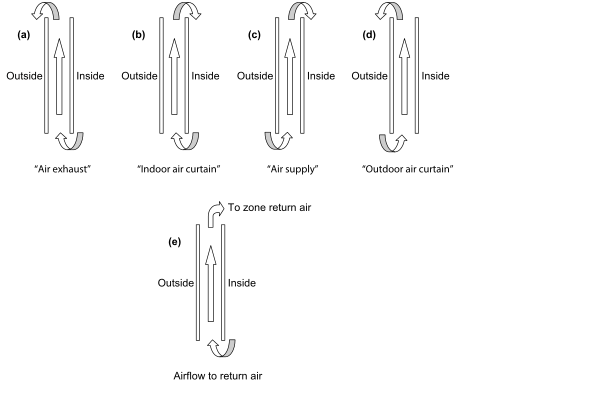 (a) (b) (c) (d)
Outside Inside Outside Inside Outside Inside Outside Inside
“Air exhaust” “Indoor air curtain” “Air supply” “Outdoor air curtain”
To zone return air
(e)
Outside Inside
Airflow to return air